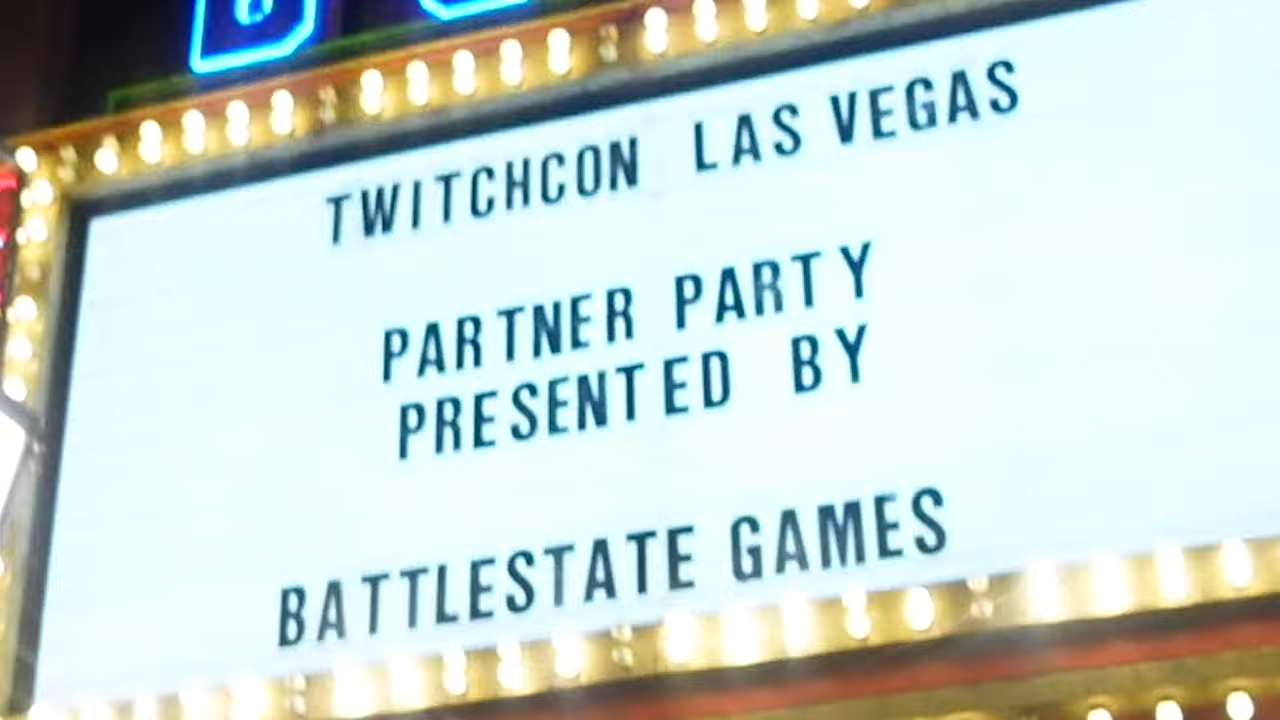 TWITCHCON LAS VEGAS
PARTNER PARTY
PRESENTED BY
BATTLESTATE GAMES